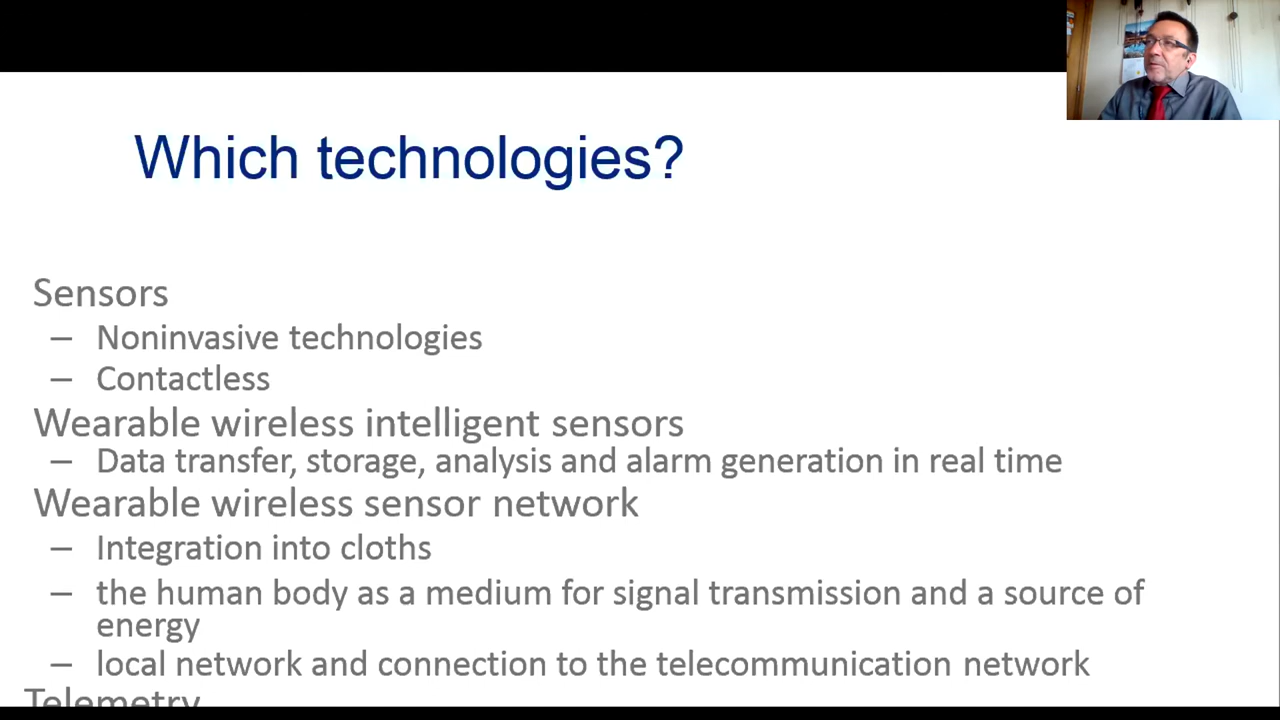 Which technologies?
Sensors
– Noninvasive technologies
– Contactless
Wearable wireless intelligent sensors
– Data transfer, storage, analysis and alarm generation in real time
Wearable wireless sensor network
– Integration into cloths
– the human body as a medium for signal transmission and a source of
energy
– local network and connection to the telecommunication network
Telemetry